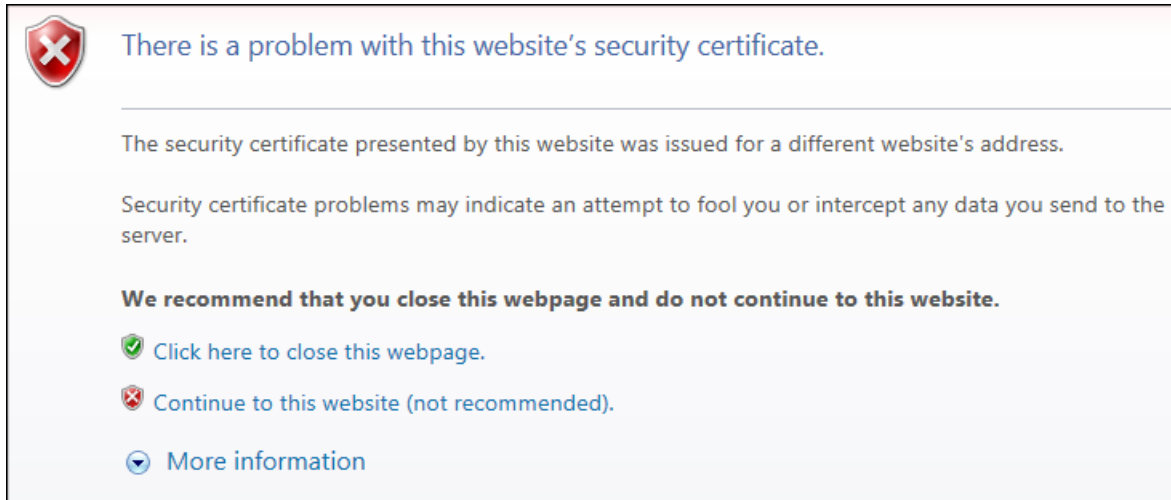 There is a problem with this website's security certificate.
The security certificate presented by this website was issued for a different website's address.
Security certificate problems may indicate an attempt to fool you or intercept any data you send to the
server.
We recommend that you close this webpage and do not continue to this website.
Click here to close this webpage.
Continue to this website (not recommended).
More information